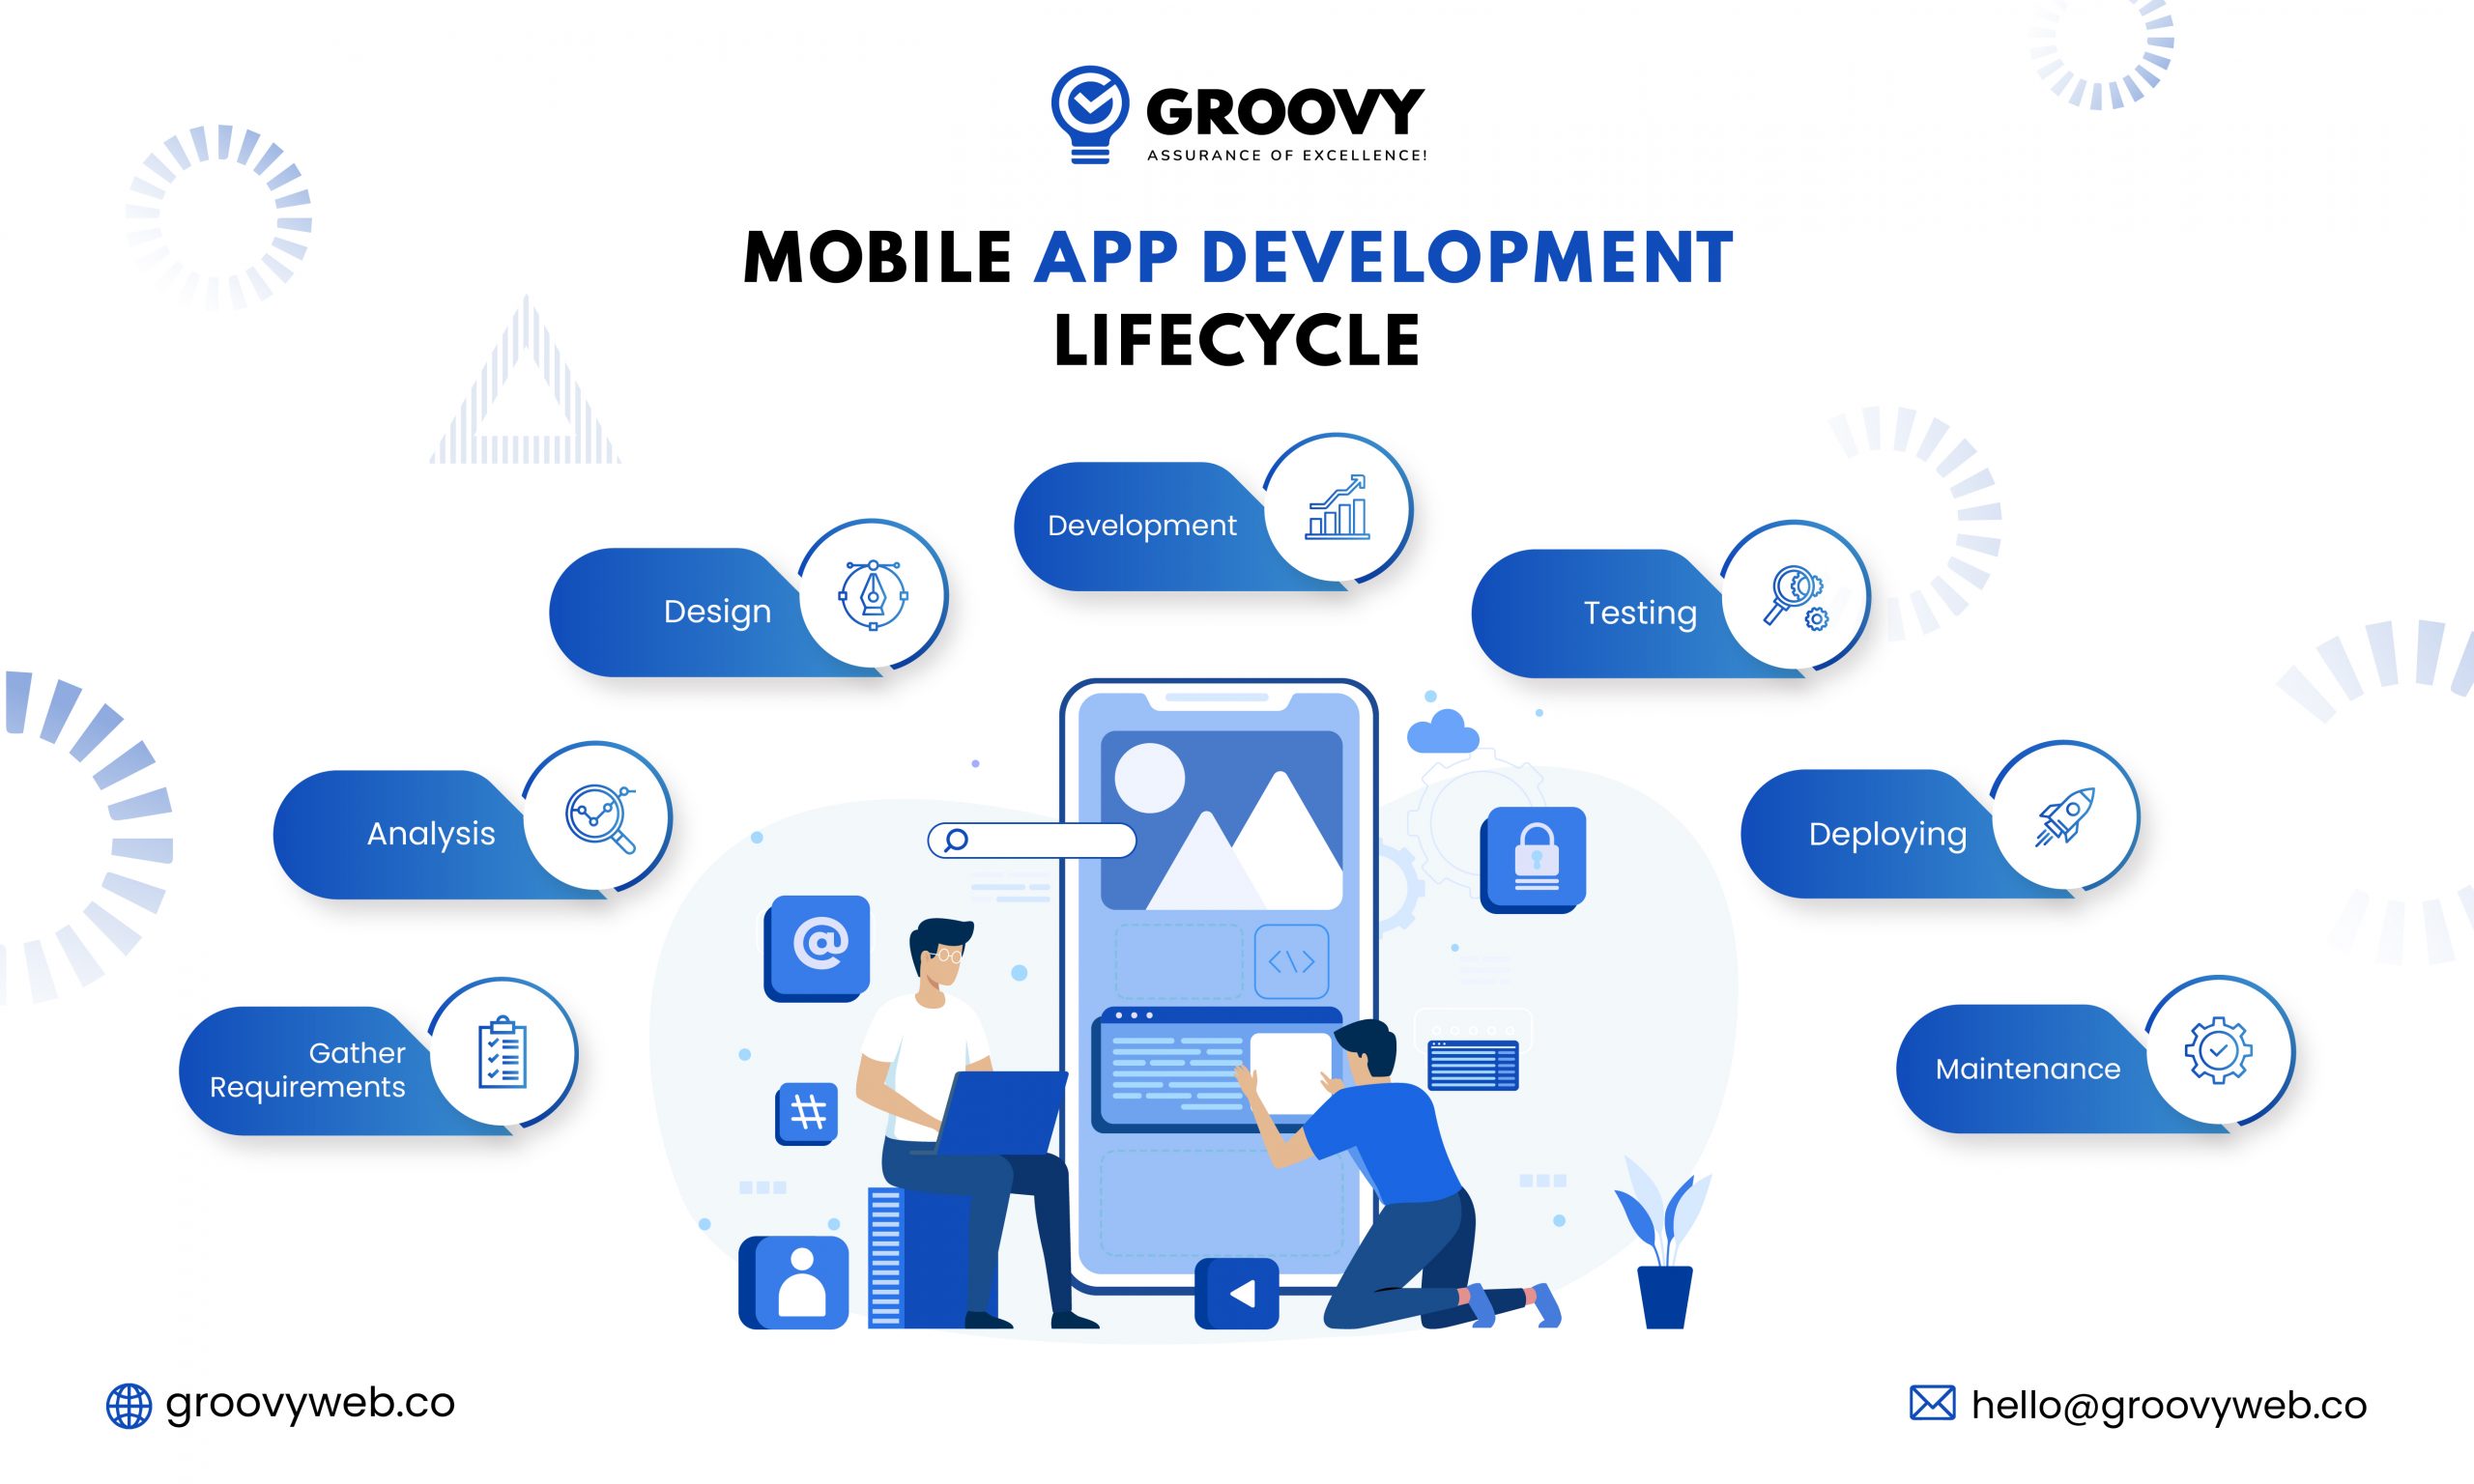 GROOVY
ASSURANCE OF EXCELLENCE!
MOBILE APP DEVELOPMENT
LIFECYCLE
Gather
Requirements
Analysis
Design
Development
Testing
Deploying
Maintenance
@
#
<\>
groovyweb.co
hello@groovyweb.co